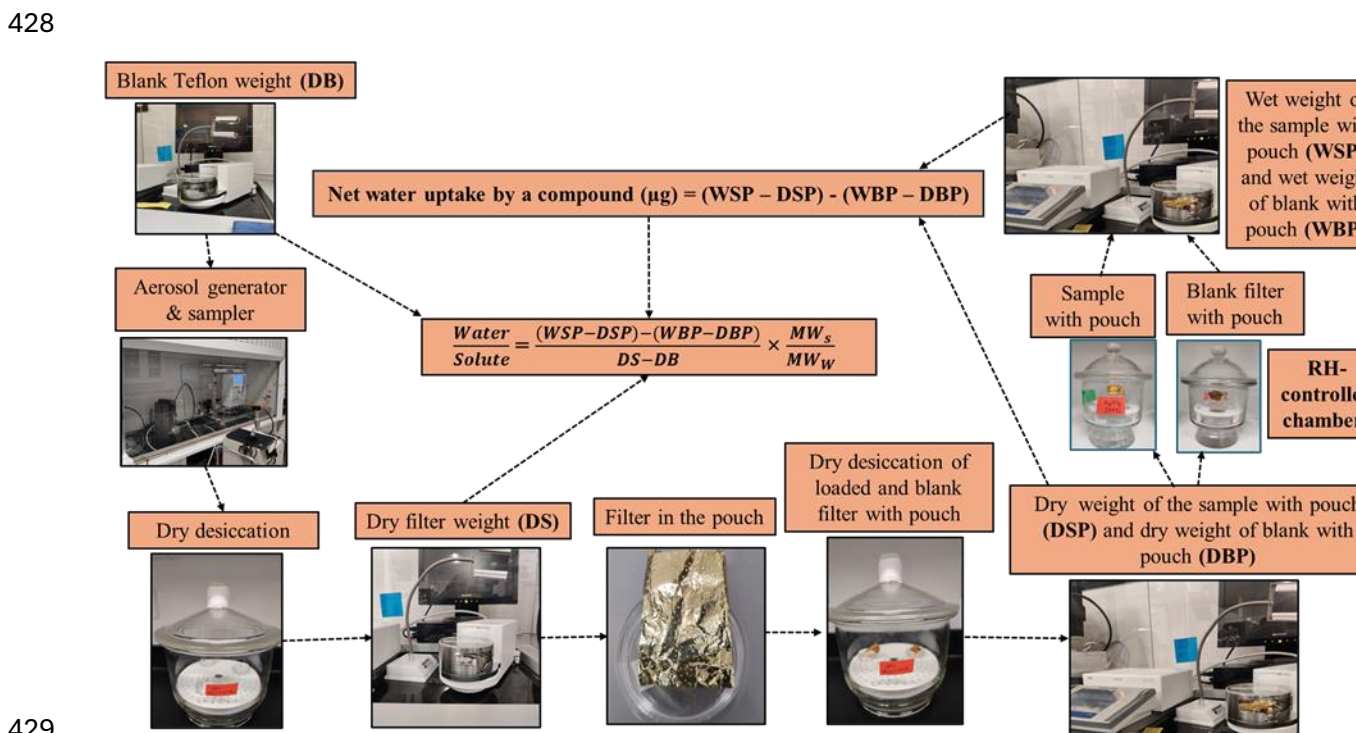 428
Blank Teflon weight (DB)
Aerosol generator
& sampler
Dry desiccation
Dry filter weight (DS)
Filter in the pouch
Dry desiccation of
loaded and blank
filter with pouch
Dry weight of the sample with pouch
(DSP) and dry weight of blank with
pouch (DBP)
Sample
with pouch
Blank filter
with pouch
RH-
controlle
chamber
Wet weight o
the sample wi
pouch (WSP
and wet weigh
of blank with
pouch (WBP
Net water uptake by a compound (µg) = (WSP – DSP) - (WBP – DBP)
Water/Solute = (WSP−DSP)−(WBP−DBP)/DS−DB × MWs/MWW
429